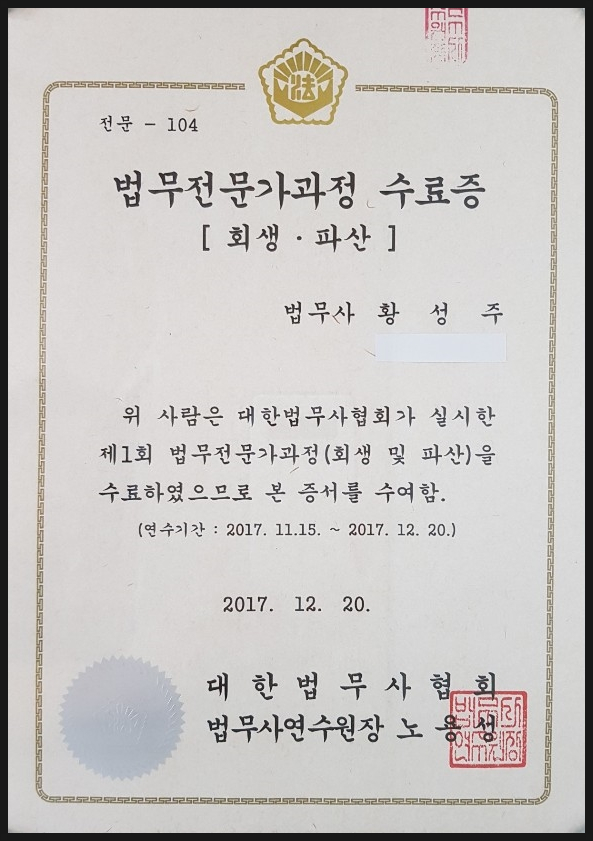 法
전문 - 104
법무전문가과정 수료증
[ 회생 · 파산 ]
법무사 황 성 주
위 사람은 대한법무사협회가 실시한
제1회 법무전문가과정(회생 및 파산)을
수료하였으므로 본 증서를 수여함.
(연수기간 : 2017. 11.15. ~ 2017. 12. 20.)
2017. 12. 20.
대 한 법 무 사 협 회
법무사연수원장 노 용 성